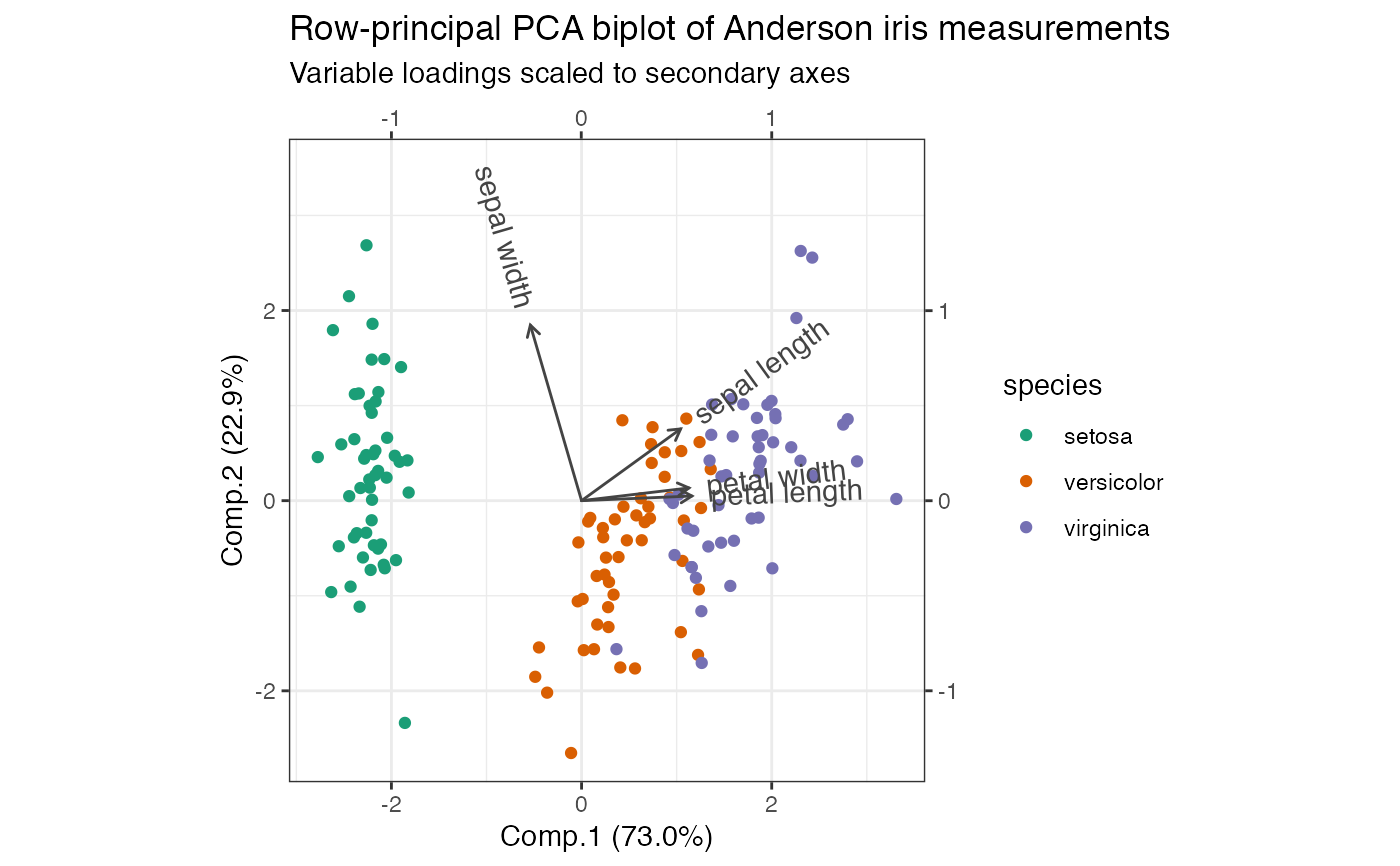 Row-principal PCA biplot of Anderson iris measurements
Variable loadings scaled to secondary axes
-1 0 1
sepal width
sepal length
petal width
petal length
2
0
-2
1
0
-1
Comp.2 (22.9%)
-2 0 2
Comp.1 (73.0%)
species
setosa
versicolor
virginica